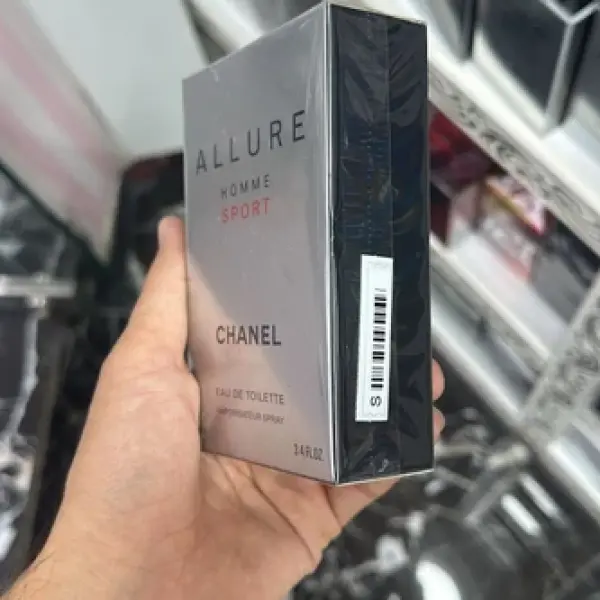 ALLURE
HOMME
SPORT
CHANEL
EAU DE TOILETTE
VAPORISATEUR SPRAY
3.4 FL.OZ.
S